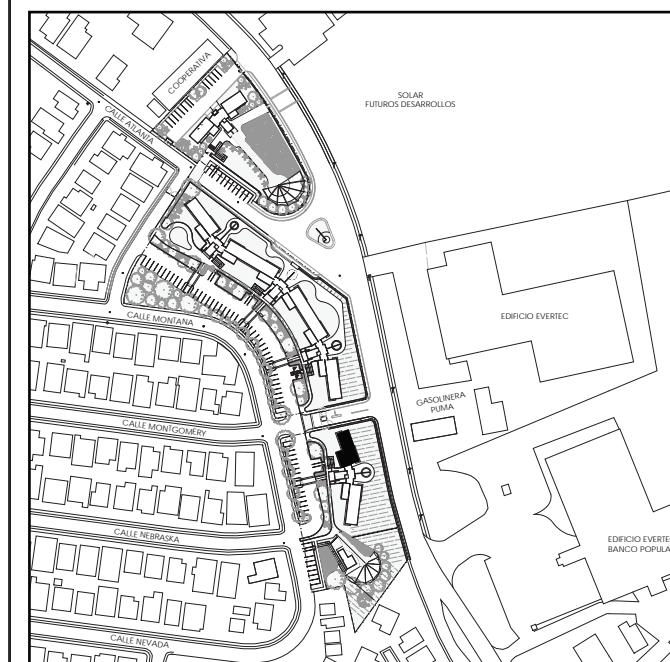 COOPERATIVA
SOLAR
FUTUROS DESARROLLOS
CALLE ATLANTA
EDIFICIO EVERTEC
CALLE MONTANA
GASOLINERA
PUMA
CALLE MONTGOMERY
CALLE NEBRASKA
EDIFICIO EVERTEC
BANCO POPULA
CALLE NEVADA